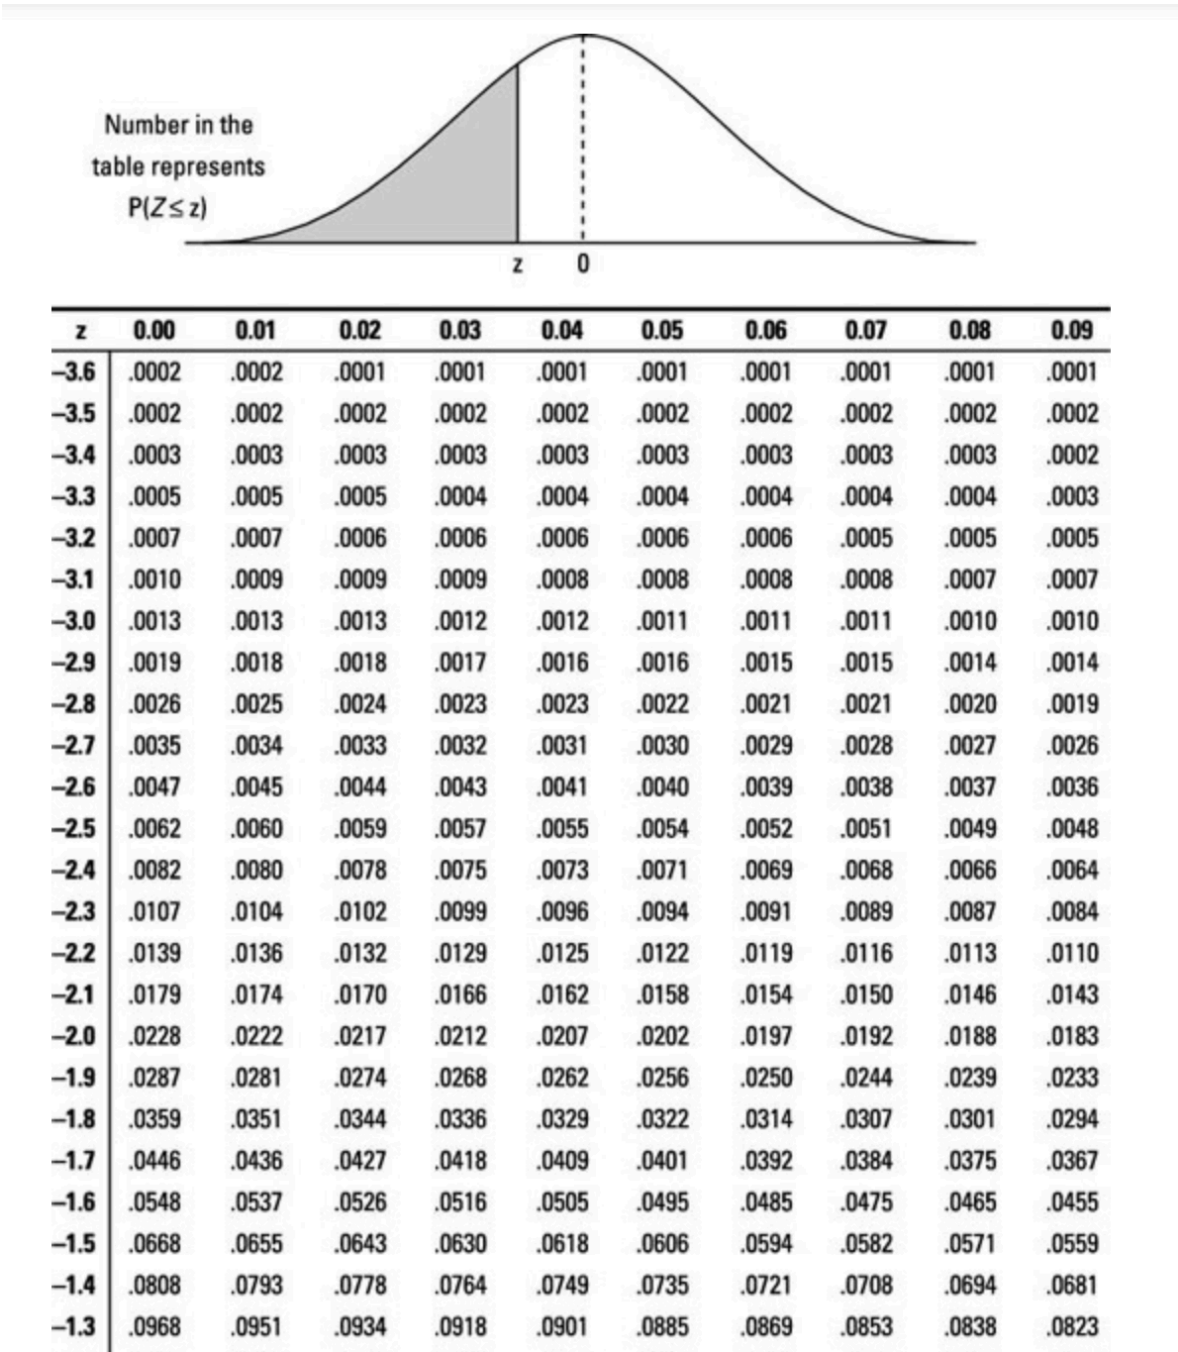 Number in the
table represents
P(Z≤z)
z 0
z 0.00 0.01 0.02 0.03 0.04 0.05 0.06 0.07 0.08 0.09
–3.6 .0002 .0002 .0001 .0001 .0001 .0001 .0001 .0001 .0001 .0001
–3.5 .0002 .0002 .0002 .0002 .0002 .0002 .0002 .0002 .0002 .0002
–3.4 .0003 .0003 .0003 .0003 .0003 .0003 .0003 .0003 .0003 .0002
–3.3 .0005 .0005 .0005 .0004 .0004 .0004 .0004 .0004 .0004 .0003
–3.2 .0007 .0007 .0006 .0006 .0006 .0006 .0006 .0005 .0005 .0005
–3.1 .0010 .0009 .0009 .0009 .0008 .0008 .0008 .0008 .0007 .0007
–3.0 .0013 .0013 .0013 .0012 .0012 .0011 .0011 .0011 .0010 .0010
–2.9 .0019 .0018 .0018 .0017 .0016 .0016 .0015 .0015 .0014 .0014
–2.8 .0026 .0025 .0024 .0023 .0023 .0022 .0021 .0021 .0020 .0019
–2.7 .0035 .0034 .0033 .0032 .0031 .0030 .0029 .0028 .0027 .0026
–2.6 .0047 .0045 .0044 .0043 .0041 .0040 .0039 .0038 .0037 .0036
–2.5 .0062 .0060 .0059 .0057 .0055 .0054 .0052 .0051 .0049 .0048
–2.4 .0082 .0080 .0078 .0075 .0073 .0071 .0069 .0068 .0066 .0064
–2.3 .0107 .0104 .0102 .0099 .0096 .0094 .0091 .0089 .0087 .0084
–2.2 .0139 .0136 .0132 .0129 .0125 .0122 .0119 .0116 .0113 .0110
–2.1 .0179 .0174 .0170 .0166 .0162 .0158 .0154 .0150 .0146 .0143
–2.0 .0228 .0222 .0217 .0212 .0207 .0202 .0197 .0192 .0188 .0183
–1.9 .0287 .0281 .0274 .0268 .0262 .0256 .0250 .0244 .0239 .0233
–1.8 .0359 .0351 .0344 .0336 .0329 .0322 .0314 .0307 .0301 .0294
–1.7 .0446 .0436 .0427 .0418 .0409 .0401 .0392 .0384 .0375 .0367
–1.6 .0548 .0537 .0526 .0516 .0505 .0495 .0485 .0475 .0465 .0455
–1.5 .0668 .0655 .0643 .0630 .0618 .0606 .0594 .0582 .0571 .0559
–1.4 .0808 .0793 .0778 .0764 .0749 .0735 .0721 .0708 .0694 .0681
–1.3 .0968 .0951 .0934 .0918 .0901 .0885 .0869 .0853 .0838 .0823